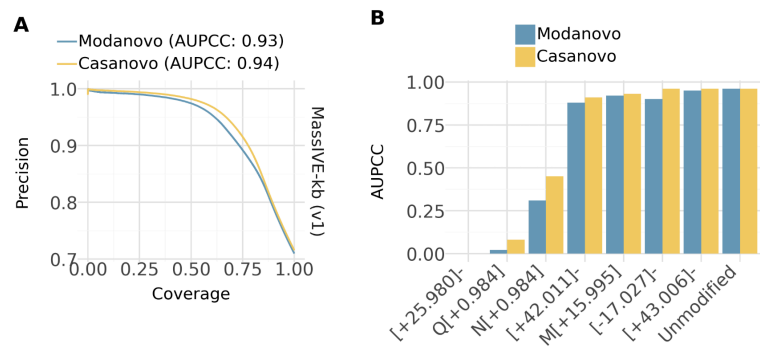 A
Modanovo (AUPCC: 0.93)
Casanovo (AUPCC: 0.94)
Precision
1.0
0.9
0.8
0.7
0.00 0.25 0.50 0.75 1.00
Coverage
MassIVE-kb (v1)
B
Modanovo
Casanovo
AUPCC
1.00
0.75
0.50
0.25
0.00
[+25.980]-
Q[+0.984]
N[+0.984]
[+42.011]-
M[+15.995]
[-17.027]-
[+43.006]-
Unmodified